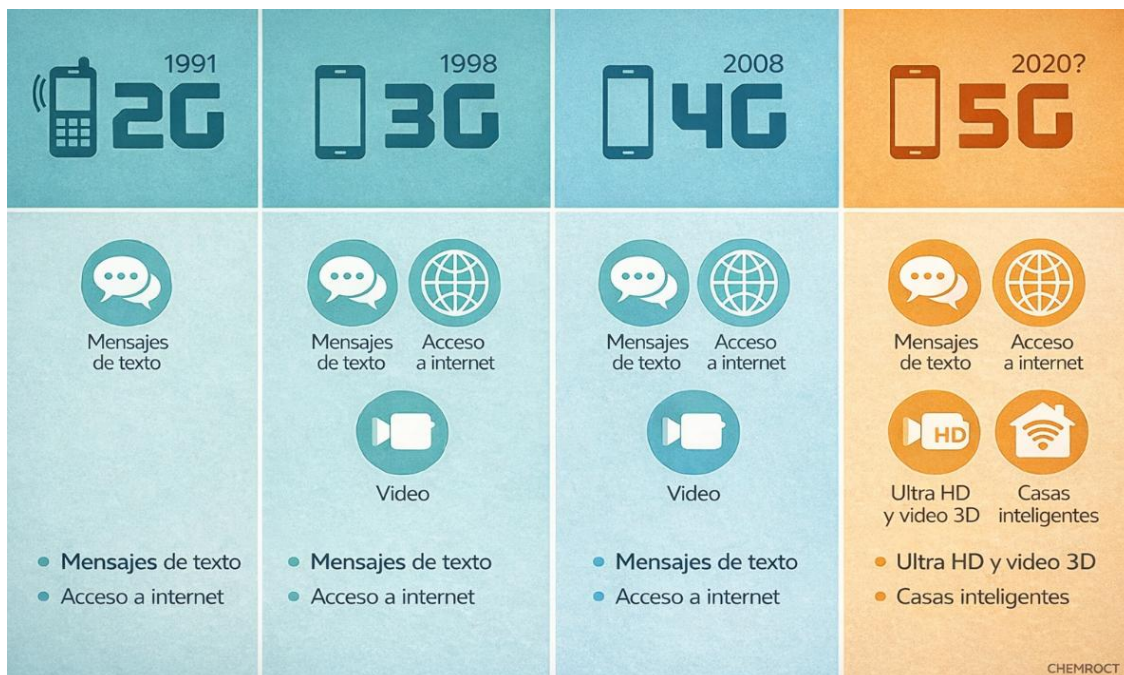 1991
2G
1998
3G
2008
4G
2020?
5G
Mensajes
de texto
Mensajes
de texto
Acceso
a internet
Mensajes
de texto
Acceso
a internet
Mensajes
de texto
Acceso
a internet
Video
Video
HD
Ultra HD
y video 3D
Casas
inteligentes
Mensajes de texto
Acceso a internet
Mensajes de texto
Acceso a internet
Mensajes de texto
Acceso a internet
Ultra HD y video 3D
Casas inteligentes
CHEMROCT